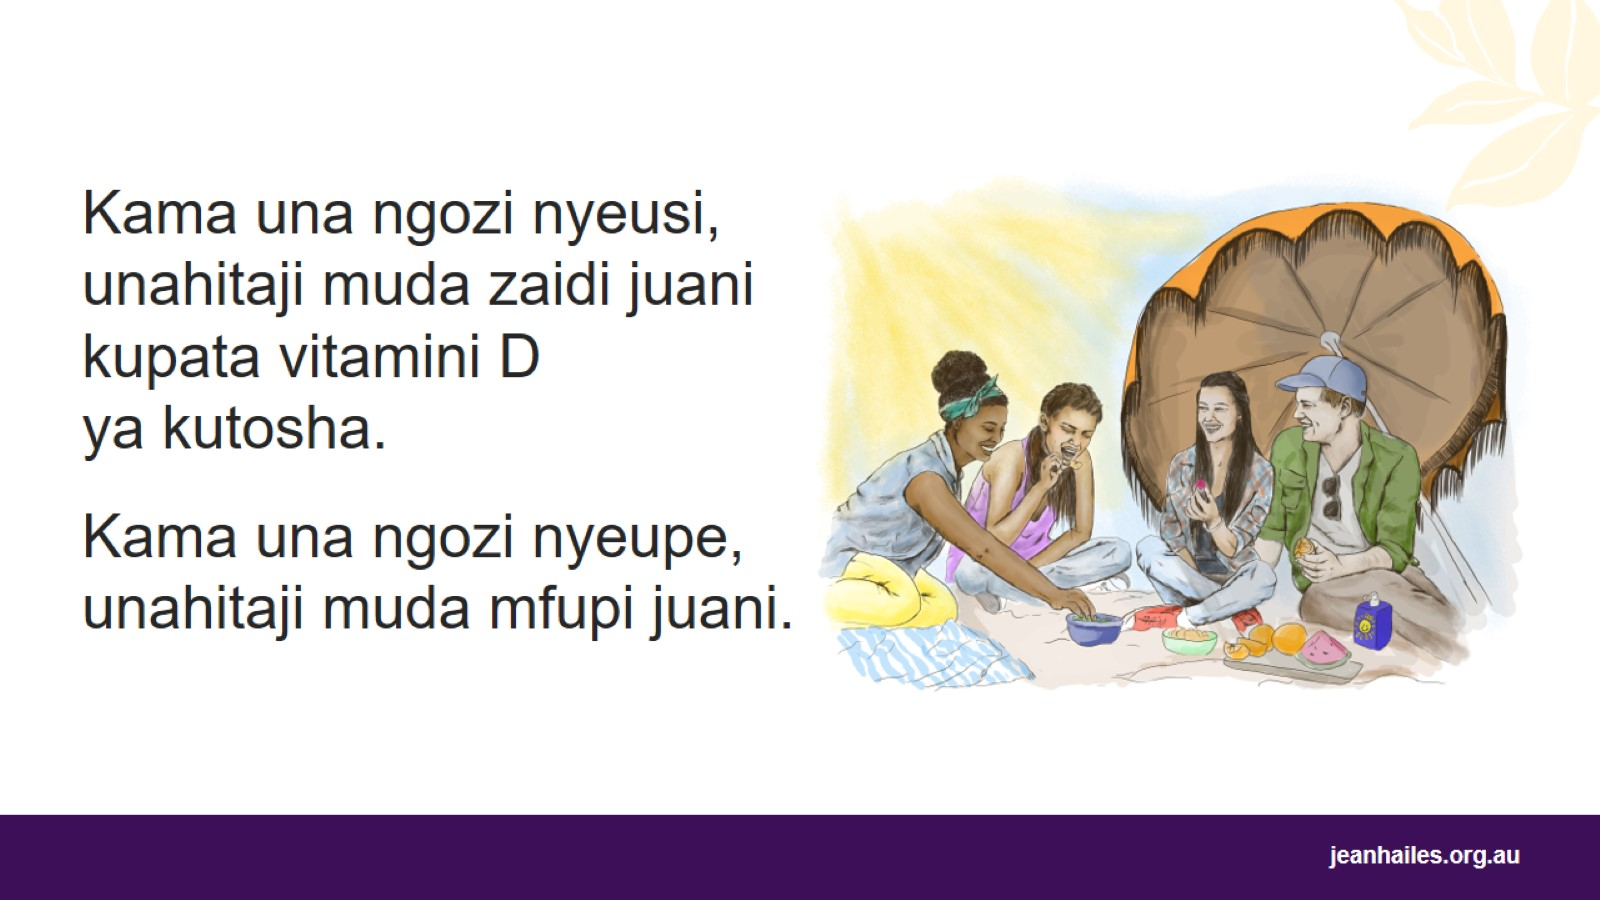 Kama una ngozi nyeusi,
unahitaji muda zaidi juani
kupata vitamini D
ya kutosha.
Kama una ngozi nyeupe,
unahitaji muda mfupi juani.
jeanhailes.org.au